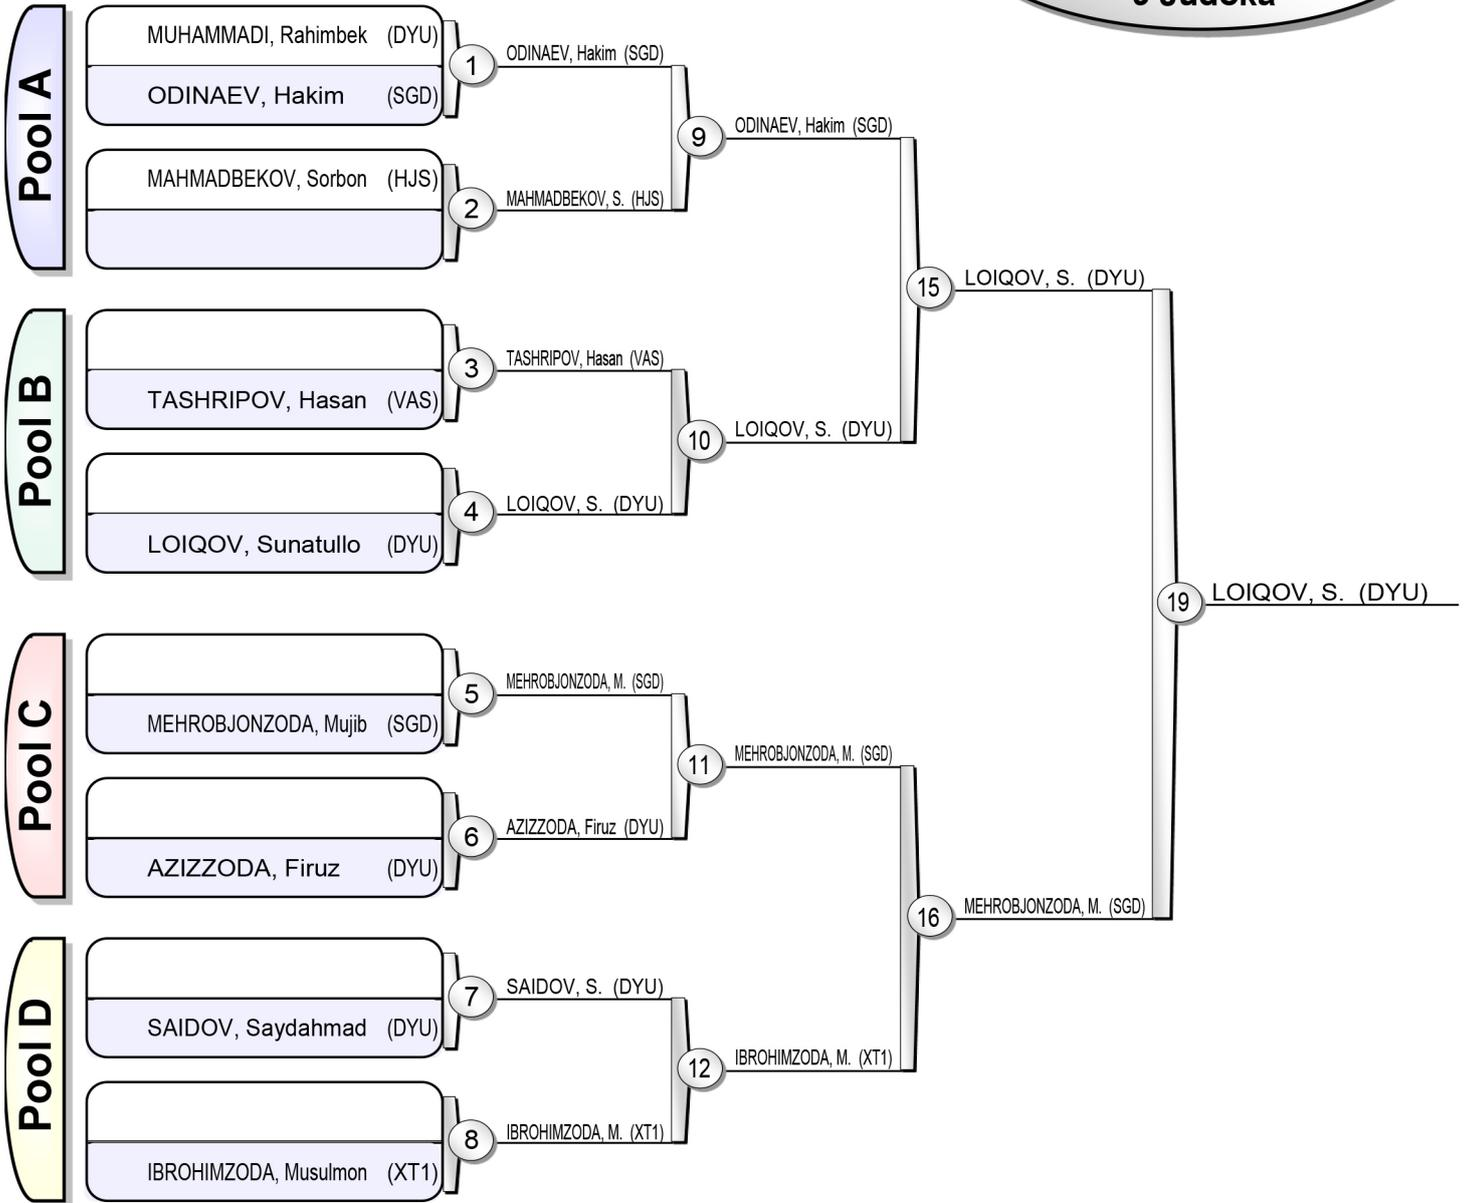 9 Judoka
Pool A
MUHAMMADI, Rahimbek (DYU)
ODINAEV, Hakim (SGD)
1
ODINAEV, Hakim (SGD)
MAHMADBEKOV, Sorbon (HJS)
2
MAHMADBEKOV, S. (HJS)
9
ODINAEV, Hakim (SGD)
Pool B
3
TASHRIPOV, Hasan (VAS)
TASHRIPOV, Hasan (VAS)
4
LOIQOV, S. (DYU)
LOIQOV, Sunatullo (DYU)
10
LOIQOV, S. (DYU)
15
LOIQOV, S. (DYU)
Pool C
5
MEHROBJONZODA, M. (SGD)
MEHROBJONZODA, Mujib (SGD)
6
AZIZZODA, Firuz (DYU)
AZIZZODA, Firuz (DYU)
11
MEHROBJONZODA, M. (SGD)
Pool D
7
SAIDOV, S. (DYU)
SAIDOV, Saydahmad (DYU)
8
IBROHIMZODA, M. (XT1)
IBROHIMZODA, Musulmon (XT1)
12
IBROHIMZODA, M. (XT1)
16
MEHROBJONZODA, M. (SGD)
19
LOIQOV, S. (DYU)